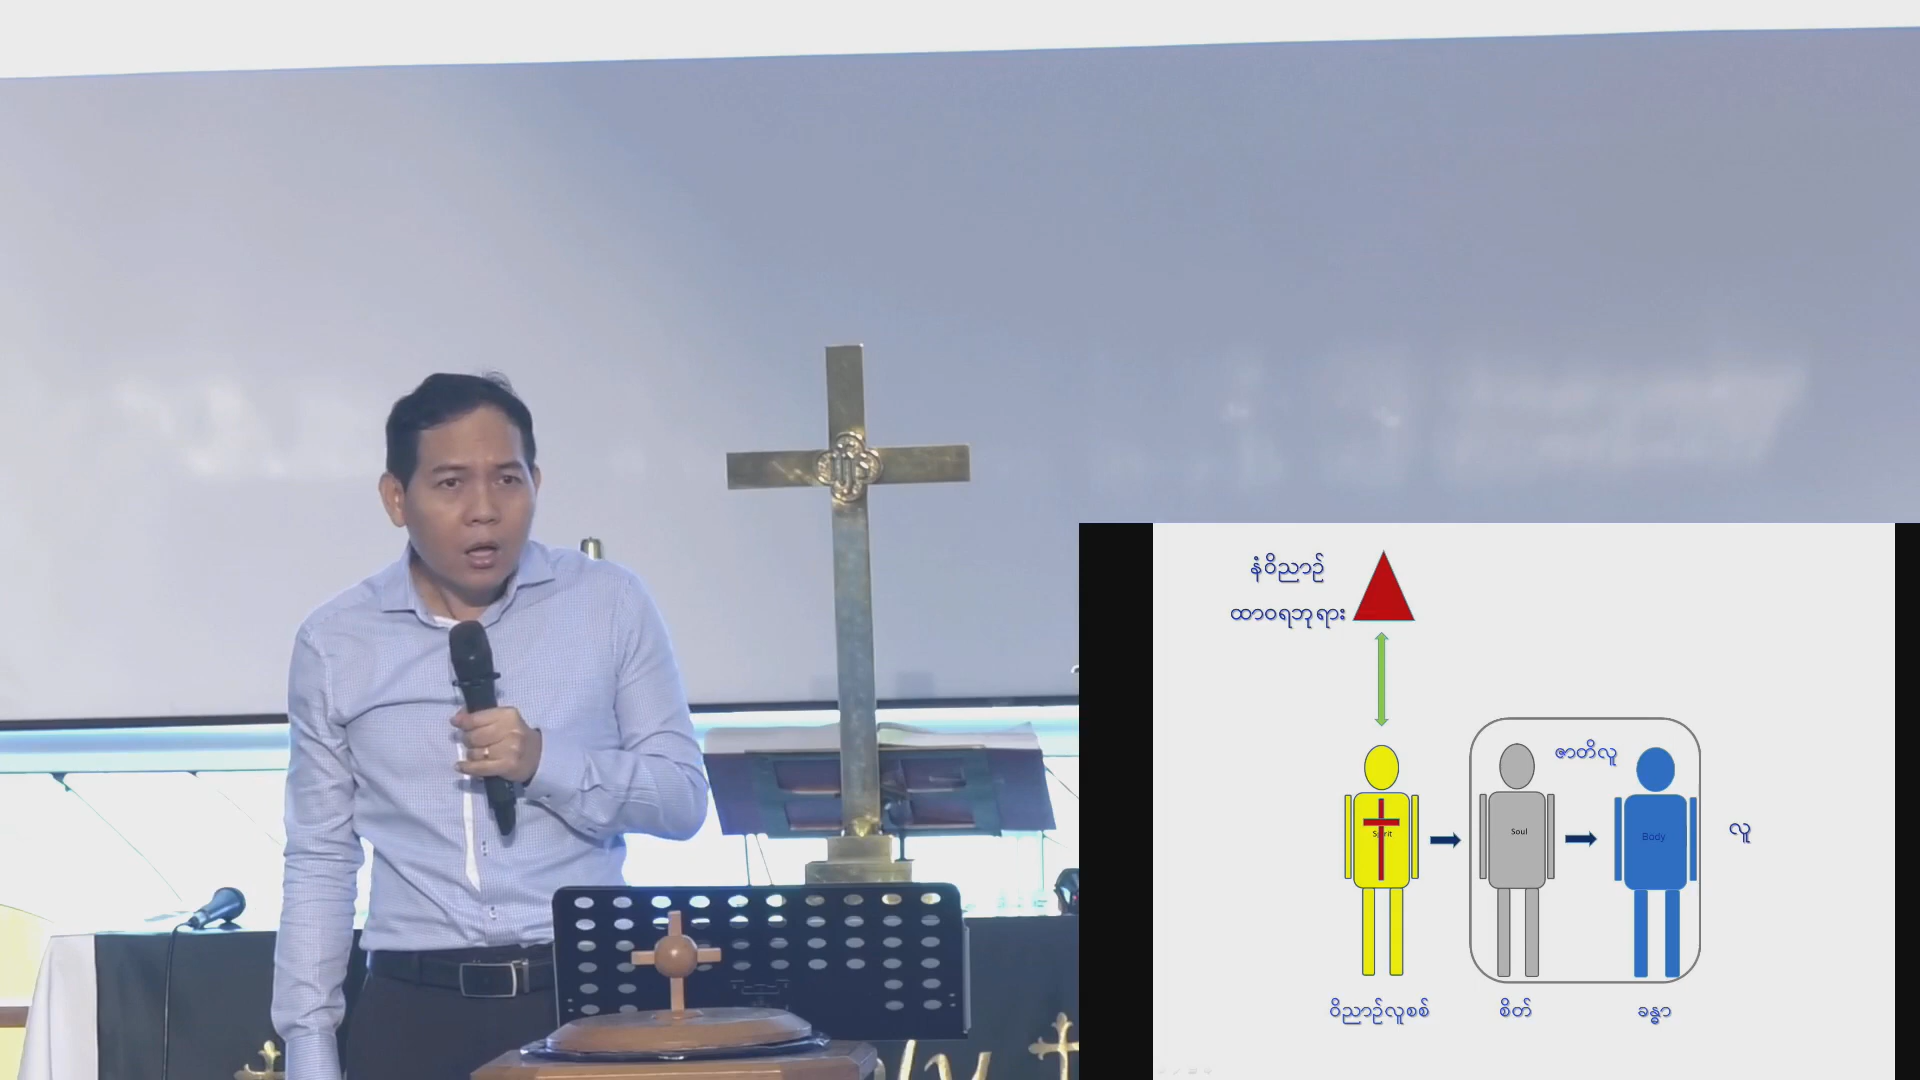 နံဝိညာဉ်
ထာဝရဘုရား
ဇာတိလူ
Spirit
Soul
Body
လူ
ဝိညာဉ်လူစစ်
စိတ်
ခန္ဓာ